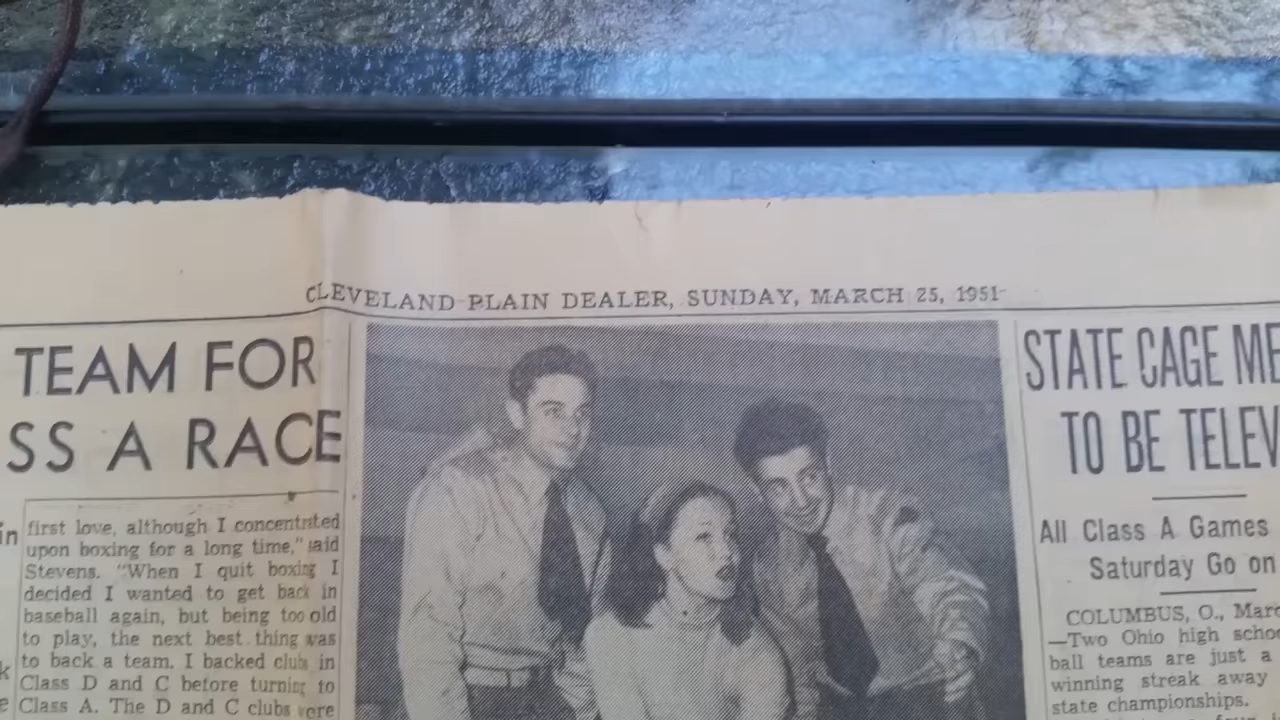 CLEVELAND PLAIN DEALER, SUNDAY, MARCH 25, 1951
TEAM FOR
SS A RACE
in
k
e
first love, although I concentrated
upon boxing for a long time," said
Stevens. "When I quit boxing I
decided I wanted to get back in
baseball again, but being too old
to play, the next best thing was
to back a team. I backed clubs in
Class D and C before turning to
Class A. The D and C clubs were
STATE CAGE ME
TO BE TELEV
All Class A Games
Saturday Go on
COLUMBUS, O., Marc
—Two Ohio high schoo
ball teams are just a
winning streak away
state championships.